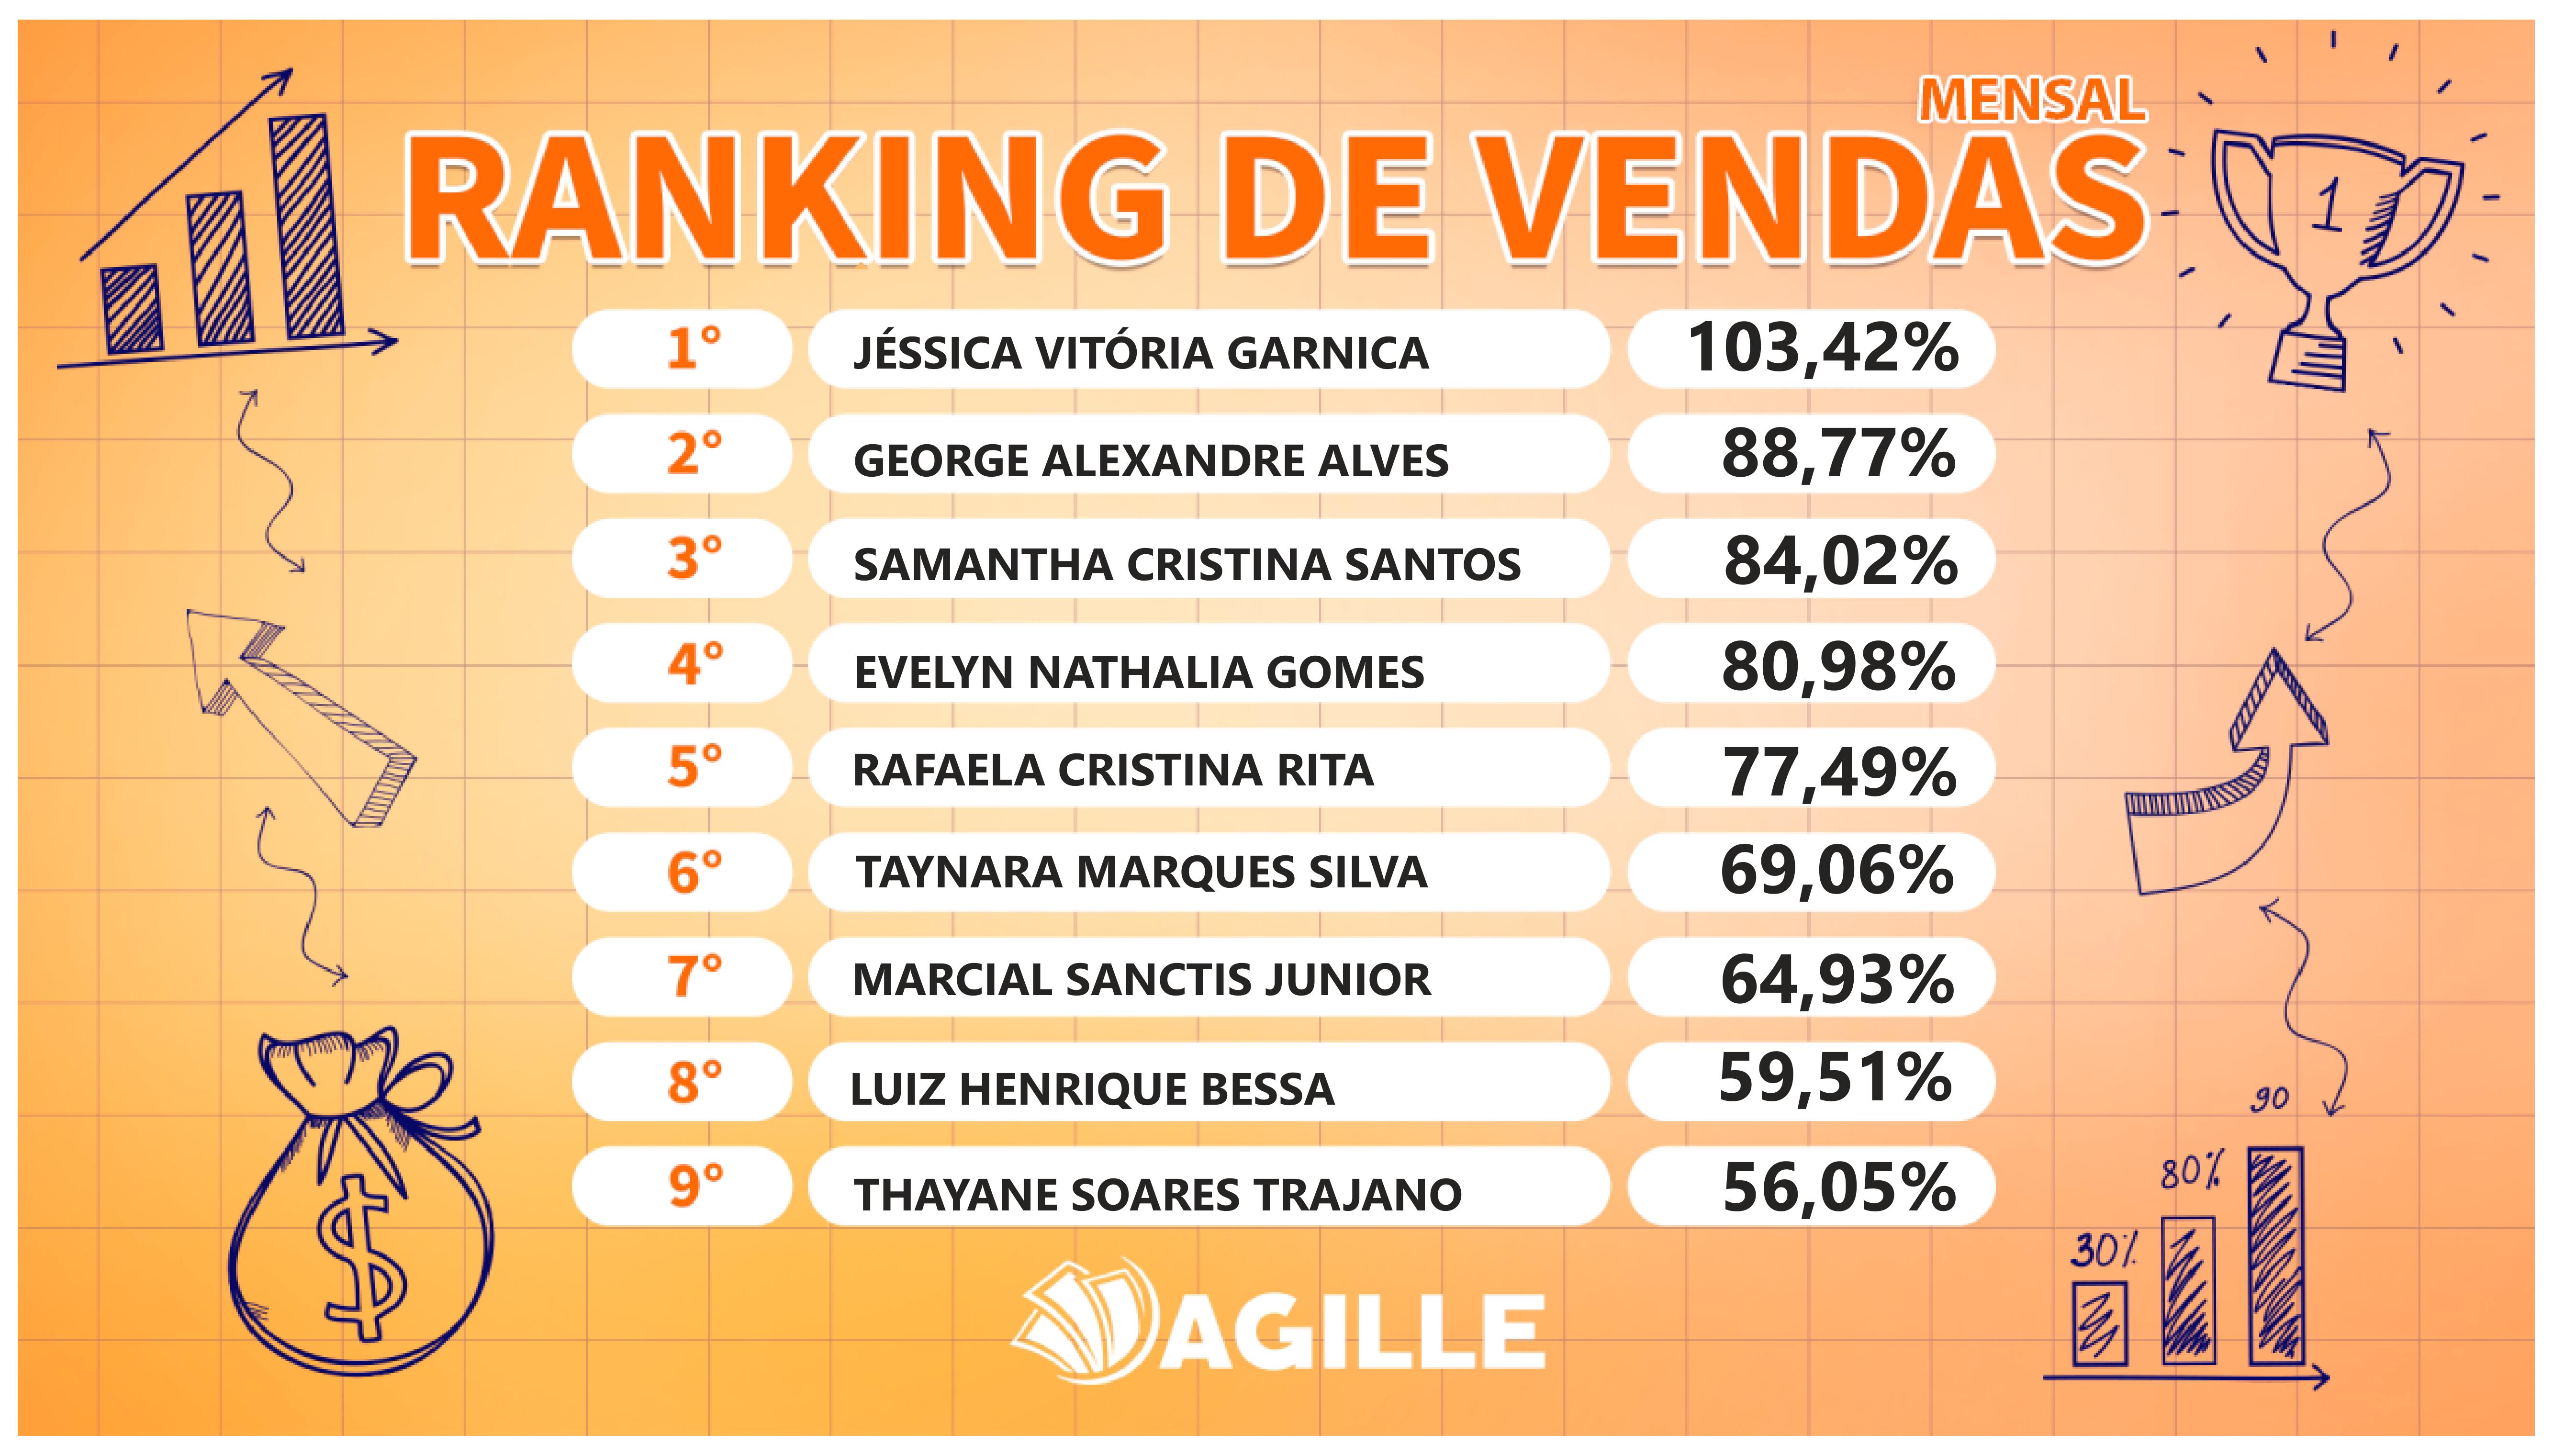 MENSAL
RANKING DE VENDAS
1° JÉSSICA VITÓRIA GARNICA 103,42%
2° GEORGE ALEXANDRE ALVES 88,77%
3° SAMANTHA CRISTINA SANTOS 84,02%
4° EVELYN NATHALIA GOMES 80,98%
5° RAFAELA CRISTINA RITA 77,49%
6° TAYNARA MARQUES SILVA 69,06%
7° MARCIAL SANCTIS JUNIOR 64,93%
8° LUIZ HENRIQUE BESSA 59,51%
9° THAYANE SOARES TRAJANO 56,05%
AGILLE
1
$
30%
80%
90